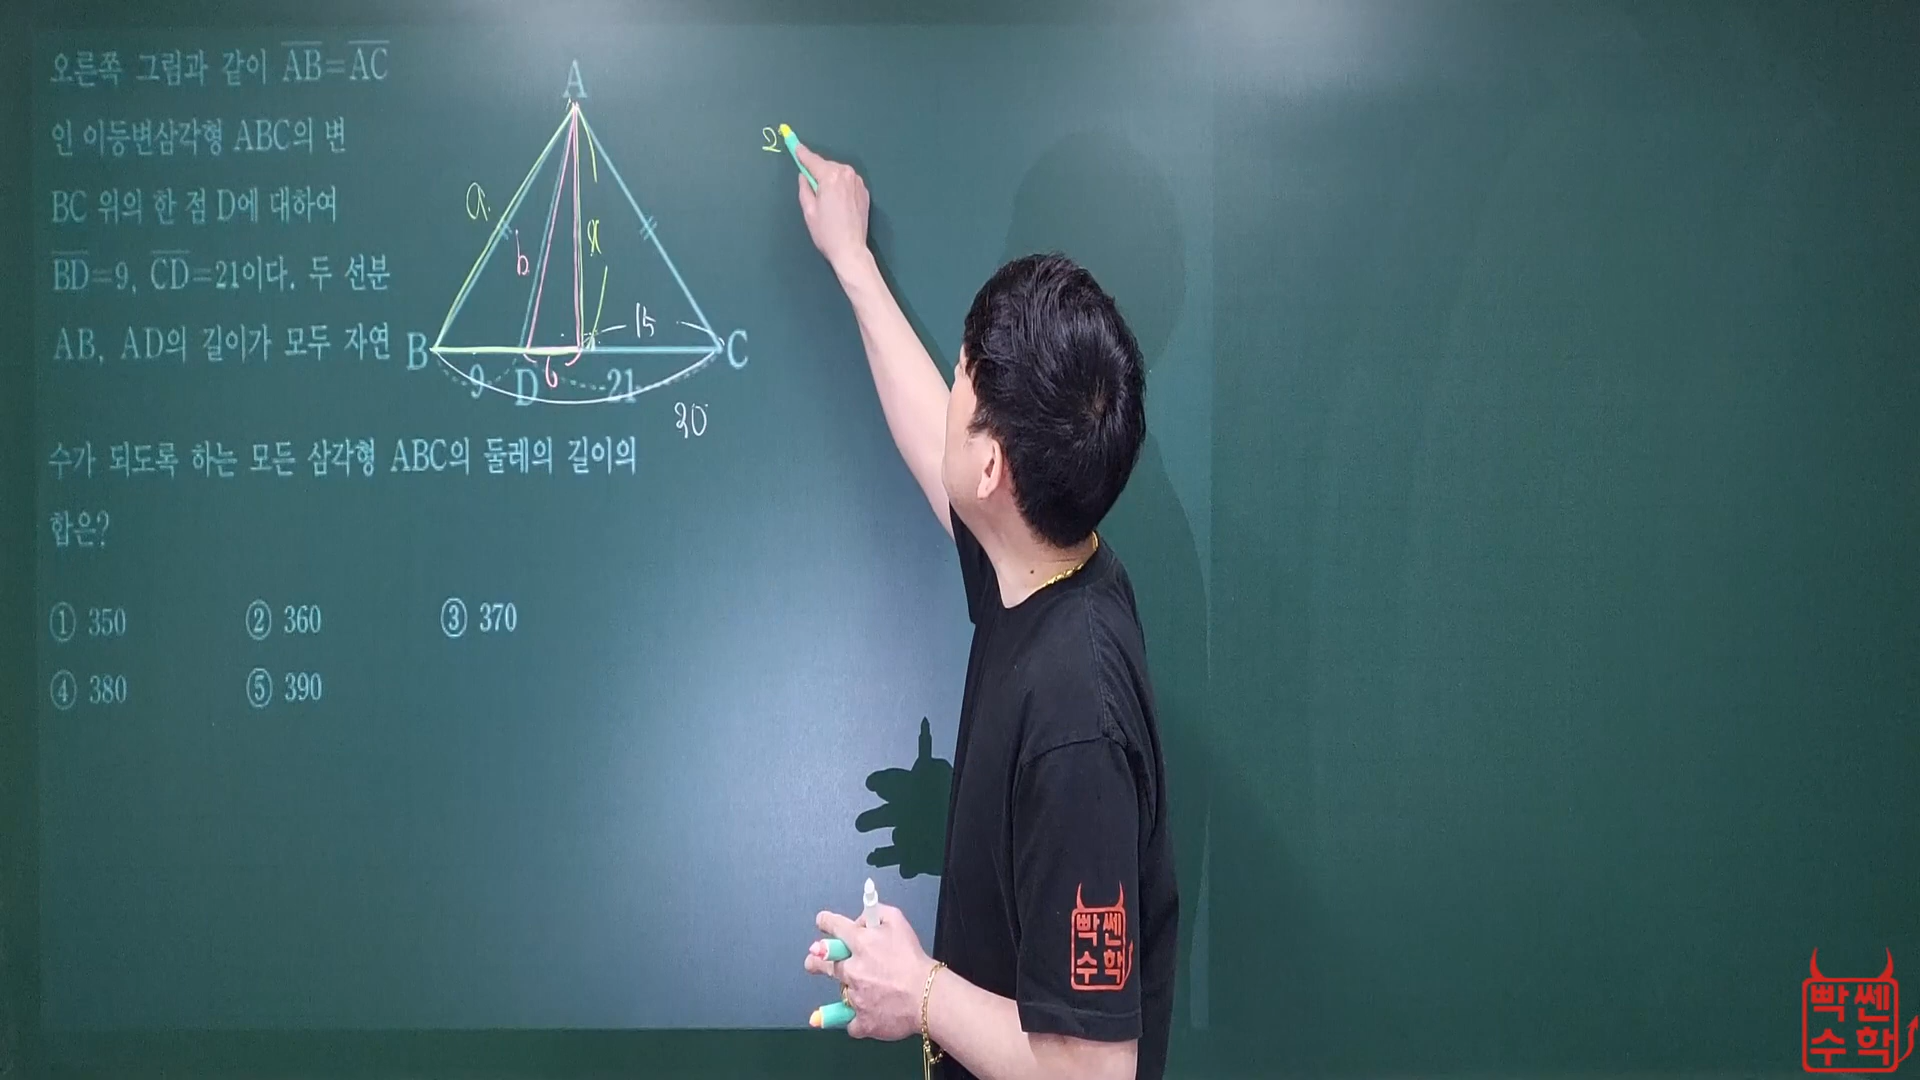 오른쪽 그림과 같이 AB=AC
인 이등변삼각형 ABC의 변
BC 위의 한 점 D에 대하여
BD=9, CD=21이다. 두 선분
AB, AD의 길이가 모두 자연
수가 되도록 하는 모든 삼각형 ABC의 둘레의 길이의
합은?
① 350 ② 360 ③ 370
④ 380 ⑤ 390
A
a
b
x
15
B
C
9
D
6
21
30
2
빡쎈
수학
빡쎈
수학